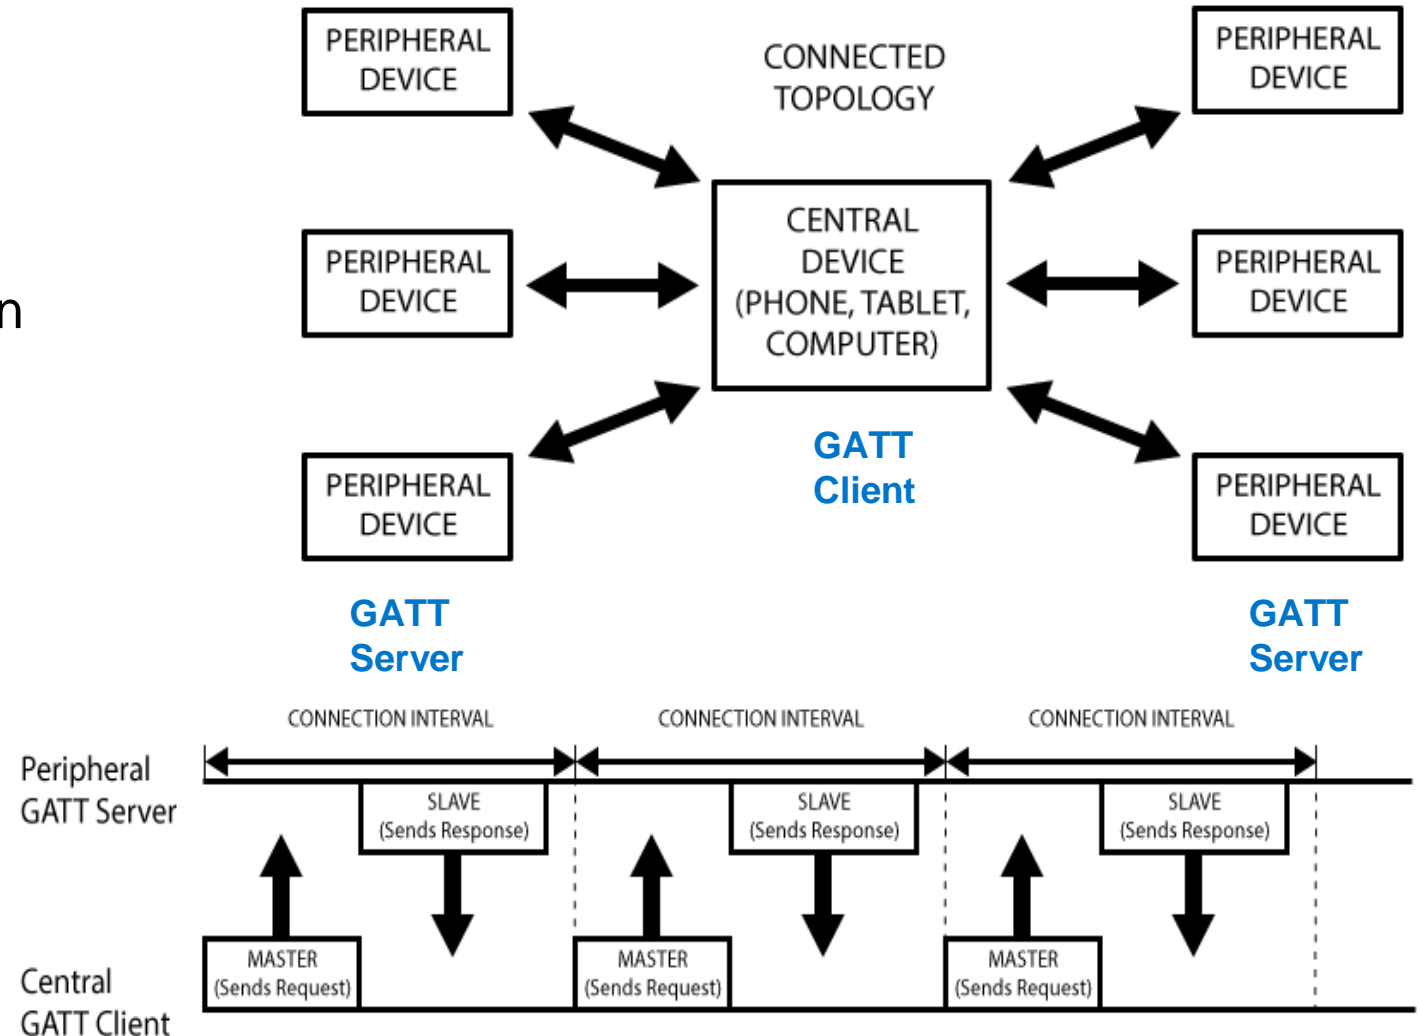 PERIPHERAL
DEVICE
CONNECTED
TOPOLOGY
PERIPHERAL
DEVICE
PERIPHERAL
DEVICE
CENTRAL
DEVICE
(PHONE, TABLET,
COMPUTER)
PERIPHERAL
DEVICE
n
PERIPHERAL
DEVICE
GATT
Client
PERIPHERAL
DEVICE
GATT
Server
GATT
Server
CONNECTION INTERVAL
CONNECTION INTERVAL
CONNECTION INTERVAL
Peripheral
GATT Server
SLAVE
(Sends Response)
SLAVE
(Sends Response)
SLAVE
(Sends Response)
Central
GATT Client
MASTER
(Sends Request)
MASTER
(Sends Request)
MASTER
(Sends Request)